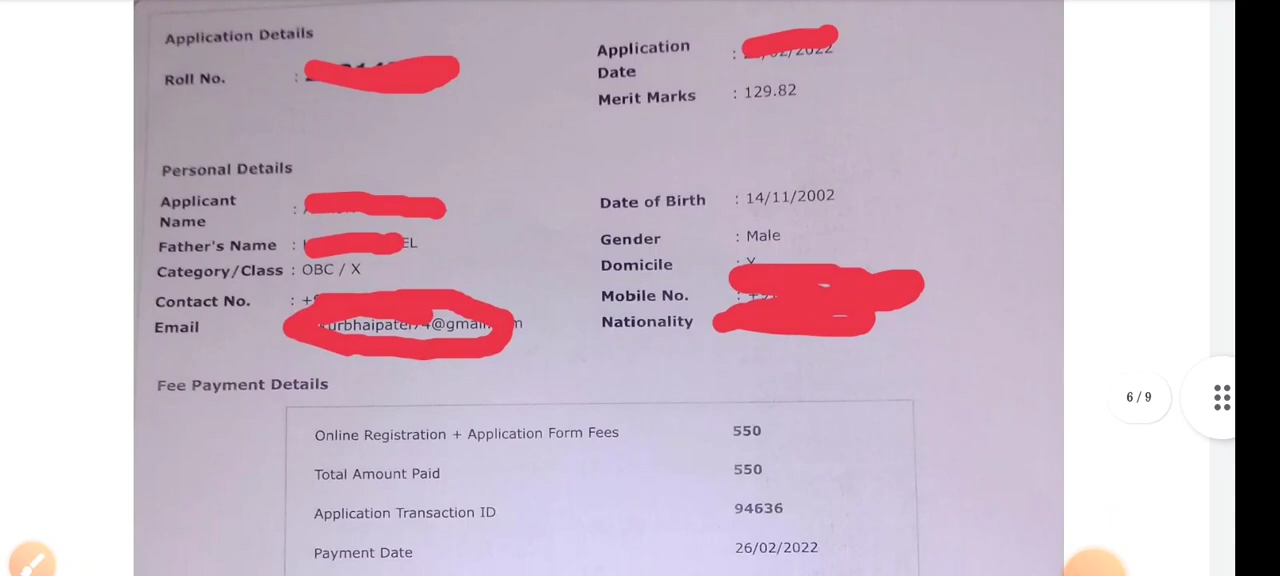 Application Details
Roll No. :
Application Date :
Merit Marks : 129.82
Personal Details
Applicant Name :
Father's Name :
Category/Class : OBC / X
Contact No. :
Email
Date of Birth : 14/11/2002
Gender : Male
Domicile :
Mobile No. :
Nationality
Fee Payment Details
Online Registration + Application Form Fees 550
Total Amount Paid 550
Application Transaction ID 94636
Payment Date 26/02/2022
6 / 9